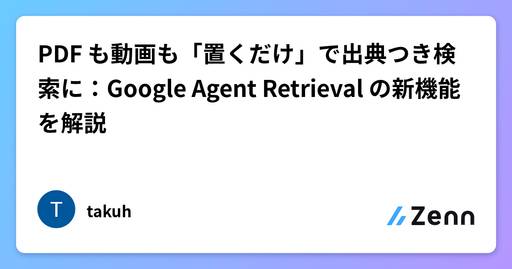 PDF も動画も「置くだけ」で出典つき検
索に：Google Agent Retrieval の新機能
を解説
T
takuh
Zenn